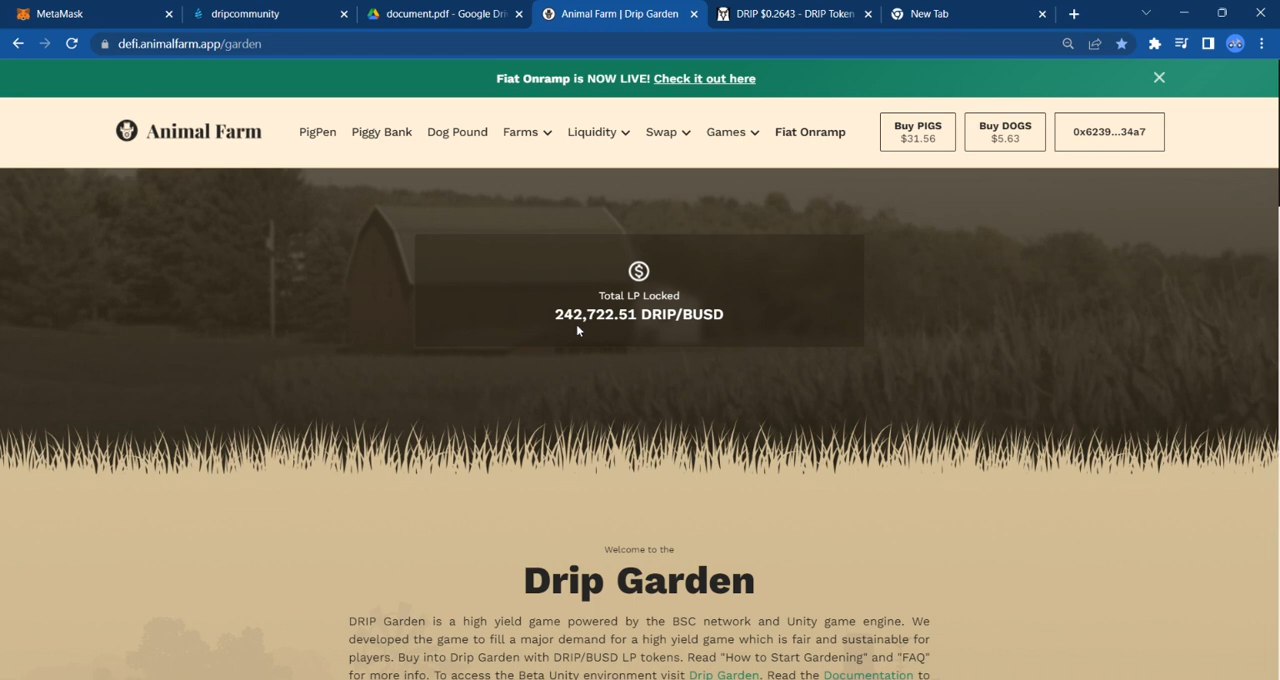 MetaMask
dripcommunity
document.pdf - Google Dri
Animal Farm | Drip Garden
DRIP $0.2643 - DRIP Token
New Tab
defi.animalfarm.app/garden
Fiat Onramp is NOW LIVE! Check it out here
Animal Farm
PigPen
Piggy Bank
Dog Pound
Farms
Liquidity
Swap
Games
Fiat Onramp
Buy PIGS
$31.56
Buy DOGS
$5.63
0x6239...34a7
Total LP Locked
242,722.51 DRIP/BUSD
Welcome to the
Drip Garden
DRIP Garden is a high yield game powered by the BSC network and Unity game engine. We
developed the game to fill a major demand for a high yield game which is fair and sustainable for
players. Buy into Drip Garden with DRIP/BUSD LP tokens. Read "How to Start Gardening" and "FAQ"
for more info. To access the Beta Unity environment visit Drip Garden. Read the Documentation to